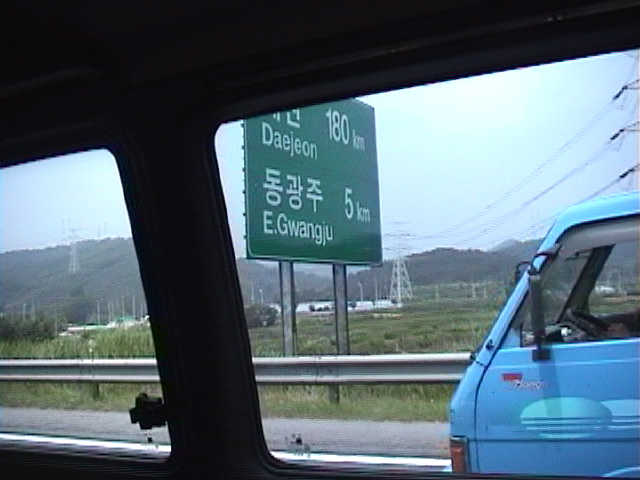 180 km
Daejeon
동광주 5 km
E.Gwangju